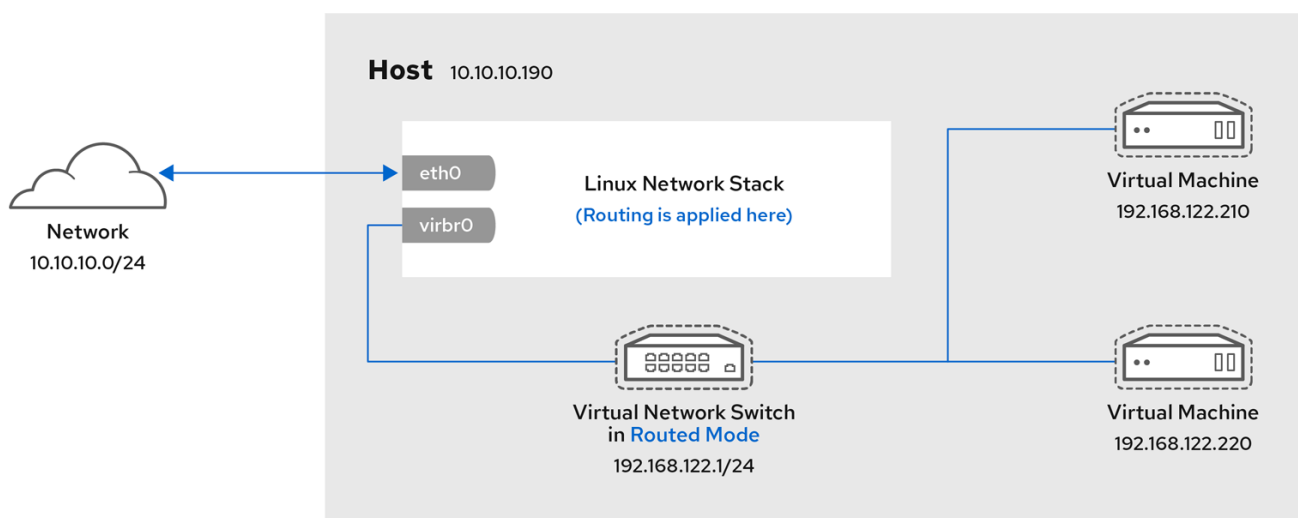 Host 10.10.10.190
eth0
Linux Network Stack
(Routing is applied here)
virbr0
Network
10.10.10.0/24
Virtual Machine
192.168.122.210
Virtual Network Switch
in Routed Mode
192.168.122.1/24
Virtual Machine
192.168.122.220